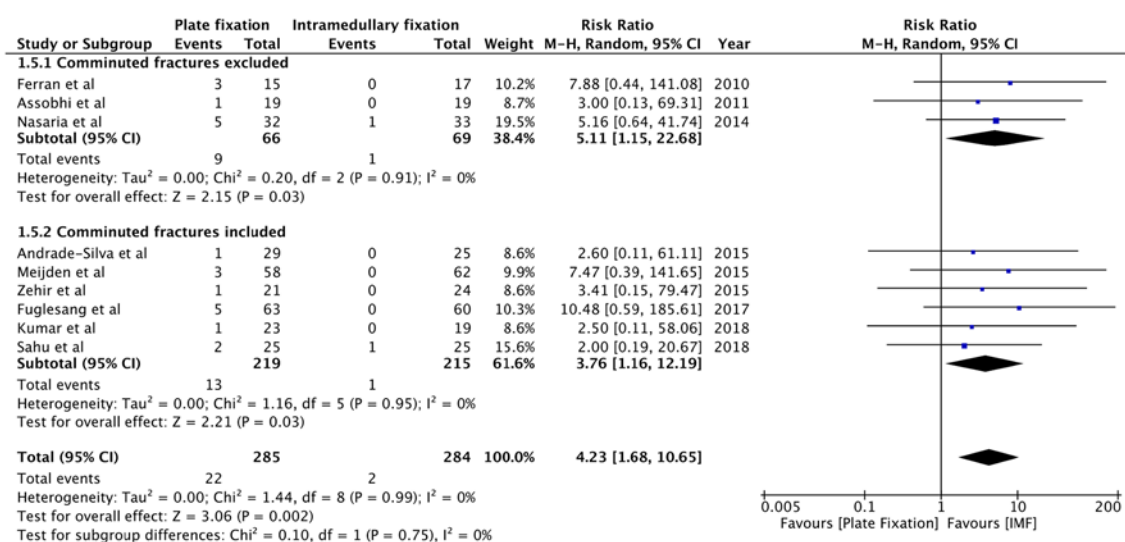 Plate fixation Intramedullary fixation Risk Ratio Risk Ratio
Study or Subgroup Events Total Events Total Weight M-H, Random, 95% CI Year M-H, Random, 95% CI
1.5.1 Comminuted fractures excluded
Ferran et al 3 15 0 17 10.2% 7.88 [0.44, 141.08] 2010
Assobhi et al 1 19 0 19 8.7% 3.00 [0.13, 69.31] 2011
Nasaria et al 5 32 1 33 19.5% 5.16 [0.64, 41.74] 2014
Subtotal (95% CI) 66 69 38.4% 5.11 [1.15, 22.68]
Total events 9 1
Heterogeneity: Tau² = 0.00; Chi² = 0.20, df = 2 (P = 0.91); I² = 0%
Test for overall effect: Z = 2.15 (P = 0.03)
1.5.2 Comminuted fractures included
Andrade-Silva et al 1 29 0 25 8.6% 2.60 [0.11, 61.11] 2015
Meijden et al 3 58 0 62 9.9% 7.47 [0.39, 141.65] 2015
Zehir et al 1 21 0 24 8.6% 3.41 [0.15, 79.47] 2015
Fuglesang et al 5 63 0 60 10.3% 10.48 [0.59, 185.61] 2017
Kumar et al 1 23 0 19 8.6% 2.50 [0.11, 58.06] 2018
Sahu et al 2 25 1 25 15.6% 2.00 [0.19, 20.67] 2018
Subtotal (95% CI) 219 215 61.6% 3.76 [1.16, 12.19]
Total events 13 1
Heterogeneity: Tau² = 0.00; Chi² = 1.16, df = 5 (P = 0.95); I² = 0%
Test for overall effect: Z = 2.21 (P = 0.03)
Total (95% CI) 285 284 100.0% 4.23 [1.68, 10.65]
Total events 22 2
Heterogeneity: Tau² = 0.00; Chi² = 1.44, df = 8 (P = 0.99); I² = 0%
Test for overall effect: Z = 3.06 (P = 0.002)
Test for subgroup differences: Chi² = 0.10, df = 1 (P = 0.75), I² = 0%
0.005 0.1 1 10 200
Favours [Plate Fixation] Favours [IMF]